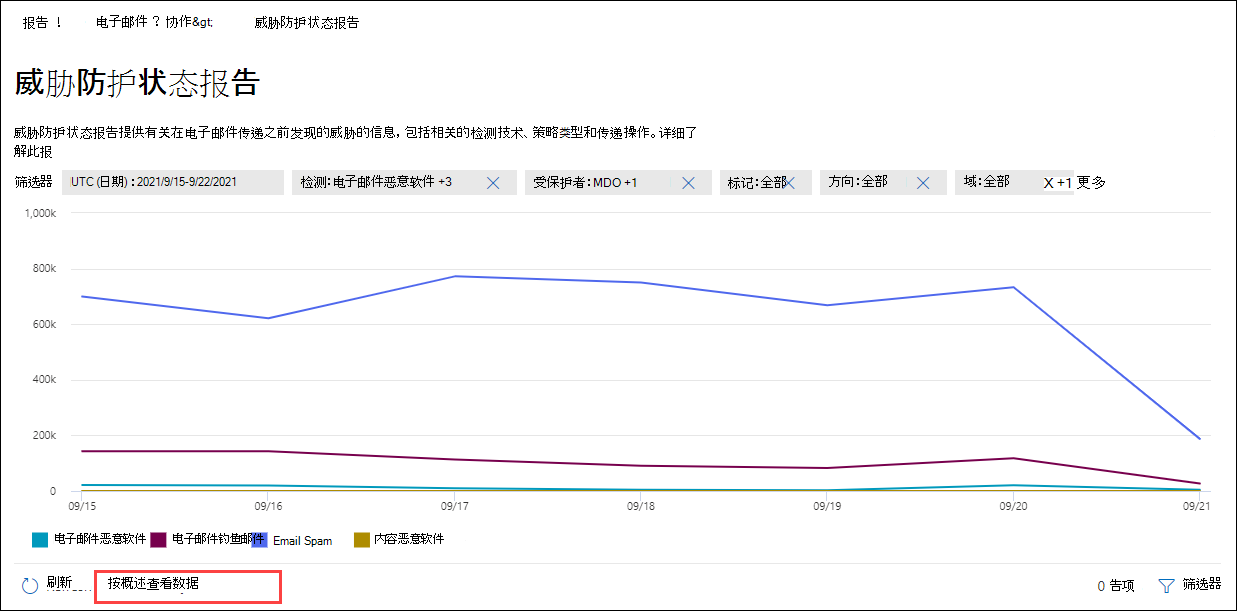 报告 ! 电子邮件 ? 协作&gt; 威胁防护状态报告
威胁防护状态报告
威胁防护状态报告提供有关在电子邮件传递之前发现的威胁的信息，包括相关的检测技术、策略类型和传递操作。详细了
解此报
筛选器 UTC (日期) : 2021/9/15-9/22/2021 检测:电子邮件恶意软件 +3 受保护者:MDO +1 标记:全部 方向:全部 域:全部 X +1 更多
1,000k
800k
600k
400k
200k
0
09/15 09/16 09/17 09/18 09/19 09/20 09/21
电子邮件恶意软件 电子邮件钓鱼邮件 Email Spam 内容恶意软件
刷新 按概述查看数据 0 告项 筛选器